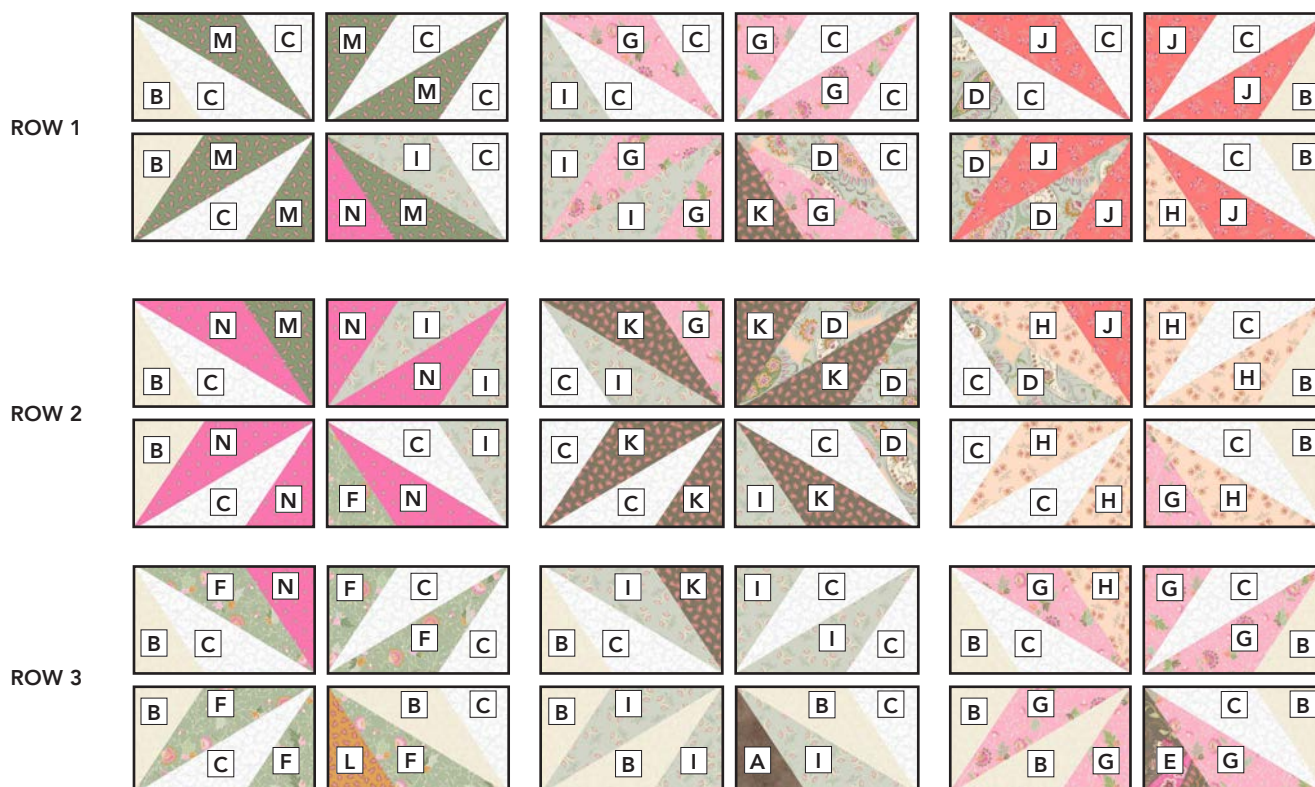 M C M C G C G C J C J C
B C M C I C G C D C J B
ROW 1
B M I C I G D C D J C B
C M N M I G K G D J H J
N M N I K G K D H J H C
B C N I C I K D C D H B
ROW 2
B N C I C K C D C H C B
C N F N C K I K C H G H
F N F C I K I C G H G C
B C F C B C I C B C G B
ROW 3
B F B C B I B C B G C B
C F L F B I A I B G E G